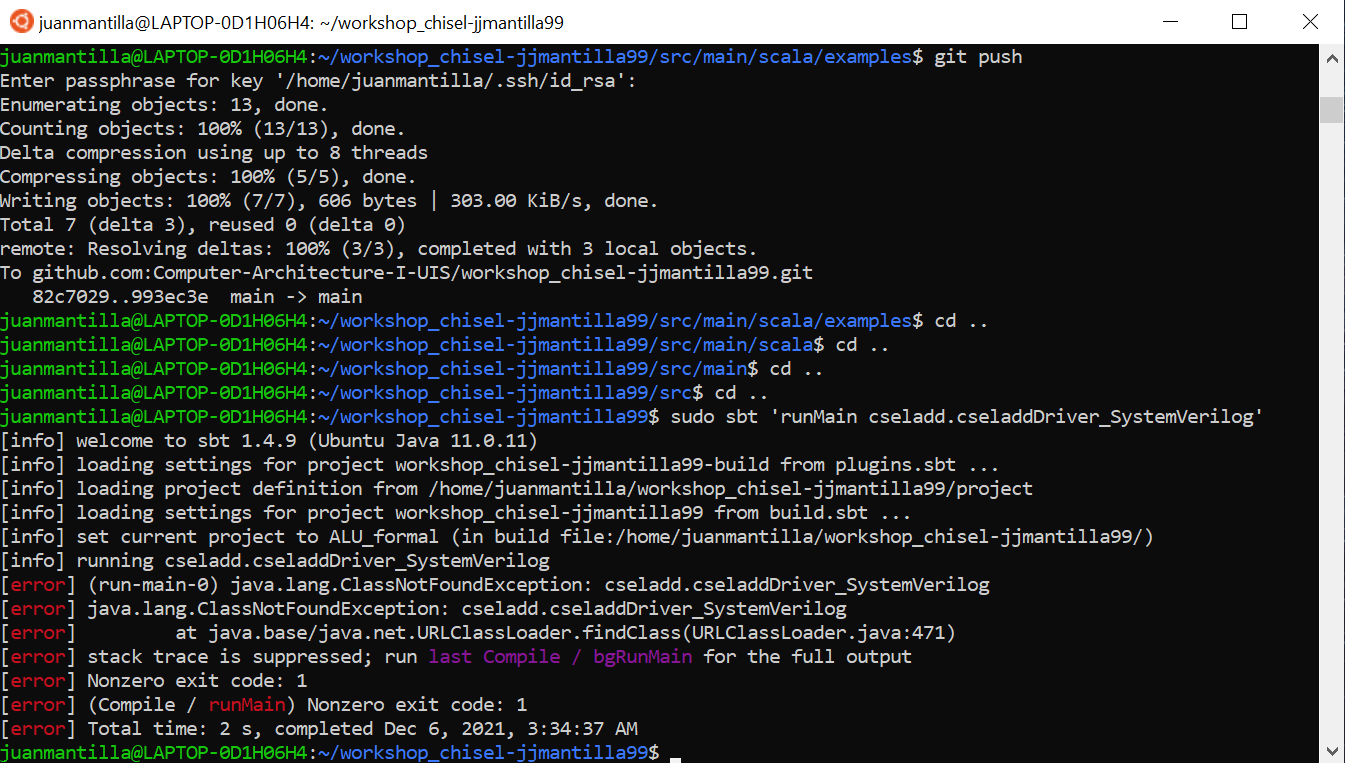 juanmantilla@LAPTOP-0D1H06H4: ~/workshop_chisel-jjmantilla99
juanmantilla@LAPTOP-0D1H06H4:~/workshop_chisel-jjmantilla99/src/main/scala/examples$ git push
Enter passphrase for key '/home/juanmantilla/.ssh/id_rsa':
Enumerating objects: 13, done.
Counting objects: 100% (13/13), done.
Delta compression using up to 8 threads
Compressing objects: 100% (5/5), done.
Writing objects: 100% (7/7), 606 bytes | 303.00 KiB/s, done.
Total 7 (delta 3), reused 0 (delta 0)
remote: Resolving deltas: 100% (3/3), completed with 3 local objects.
To github.com:Computer-Architecture-I-UIS/workshop_chisel-jjmantilla99.git
   82c7029..993ec3e  main -> main
juanmantilla@LAPTOP-0D1H06H4:~/workshop_chisel-jjmantilla99/src/main/scala/examples$ cd ..
juanmantilla@LAPTOP-0D1H06H4:~/workshop_chisel-jjmantilla99/src/main/scala$ cd ..
juanmantilla@LAPTOP-0D1H06H4:~/workshop_chisel-jjmantilla99/src/main$ cd ..
juanmantilla@LAPTOP-0D1H06H4:~/workshop_chisel-jjmantilla99/src$ cd ..
juanmantilla@LAPTOP-0D1H06H4:~/workshop_chisel-jjmantilla99$ sudo sbt 'runMain cseladd.cseladdDriver_SystemVerilog'
[info] welcome to sbt 1.4.9 (Ubuntu Java 11.0.11)
[info] loading settings for project workshop_chisel-jjmantilla99-build from plugins.sbt ...
[info] loading project definition from /home/juanmantilla/workshop_chisel-jjmantilla99/project
[info] loading settings for project workshop_chisel-jjmantilla99 from build.sbt ...
[info] set current project to ALU_formal (in build file:/home/juanmantilla/workshop_chisel-jjmantilla99/)
[info] running cseladd.cseladdDriver_SystemVerilog
[error] (run-main-0) java.lang.ClassNotFoundException: cseladd.cseladdDriver_SystemVerilog
[error] java.lang.ClassNotFoundException: cseladd.cseladdDriver_SystemVerilog
[error]         at java.base/java.net.URLClassLoader.findClass(URLClassLoader.java:471)
[error] stack trace is suppressed; run last Compile / bgRunMain for the full output
[error] Nonzero exit code: 1
[error] (Compile / runMain) Nonzero exit code: 1
[error] Total time: 2 s, completed Dec 6, 2021, 3:34:37 AM
juanmantilla@LAPTOP-0D1H06H4:~/workshop_chisel-jjmantilla99$